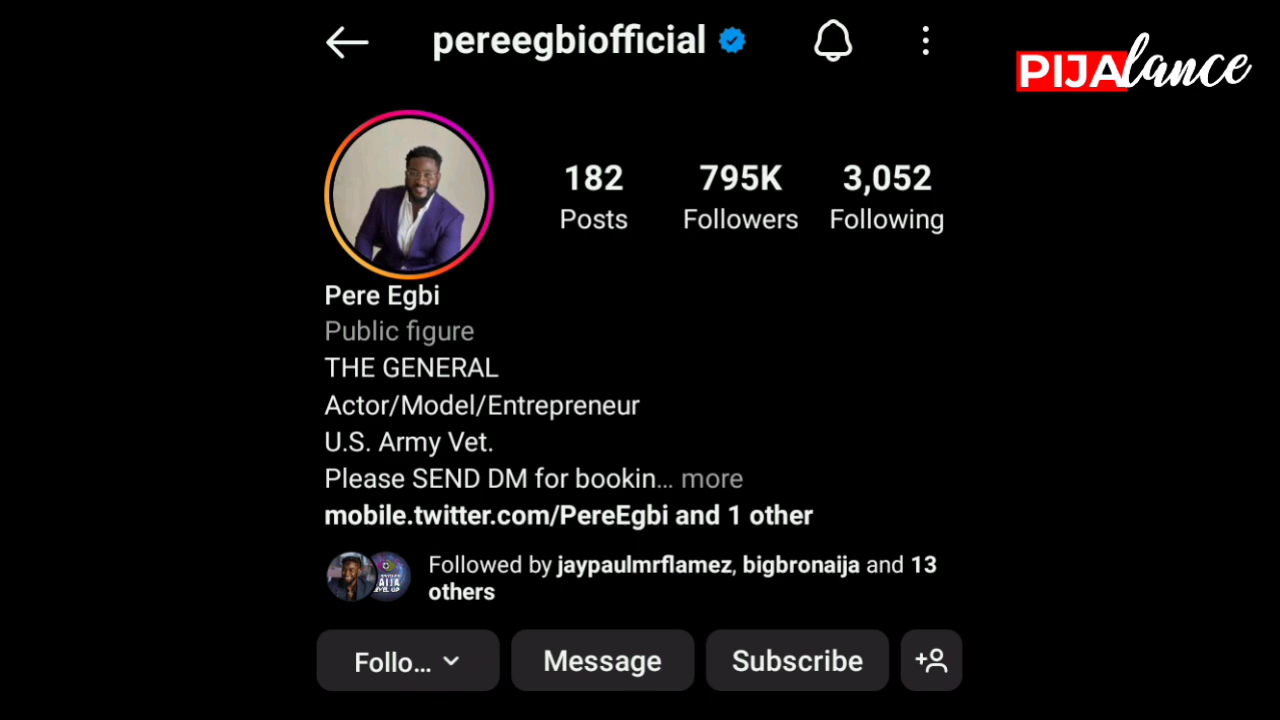 pereegbiofficial
PIJAlance
182
795K
3,052
Posts
Followers
Following
Pere Egbi
Public figure
THE GENERAL
Actor/Model/Entrepreneur
U.S. Army Vet.
Please SEND DM for bookin... more
mobile.twitter.com/PereEgbi and 1 other
Followed by jaypaulmrflamez, bigbronaija and 13
others
Follo...
Message
Subscribe